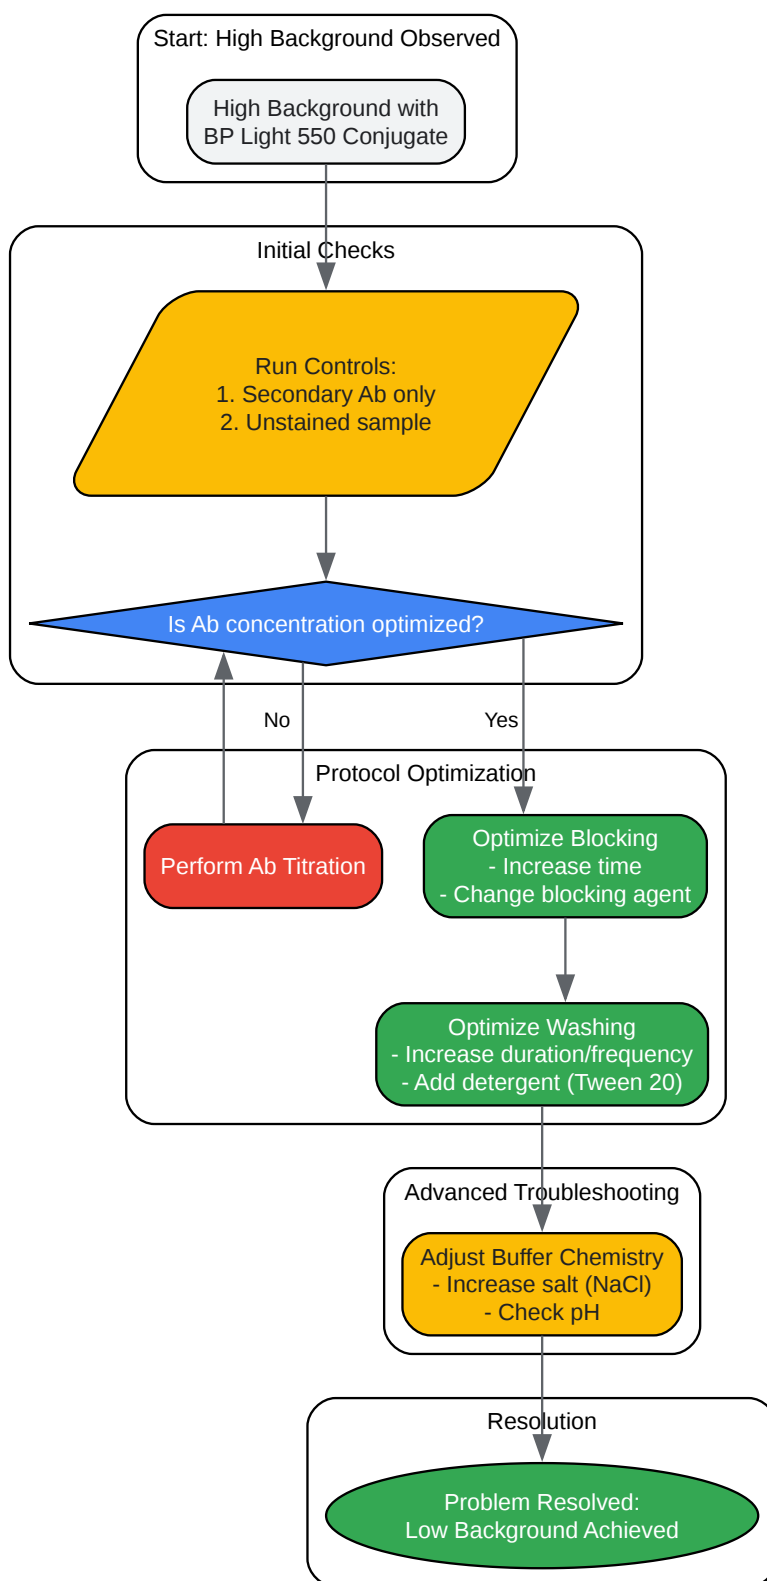 Start: High Background Observed
High Background with
BP Light 550 Conjugate
Initial Checks
Run Controls:
1. Secondary Ab only
2. Unstained sample
Is Ab concentration optimized?
No
Yes
Protocol Optimization
Perform Ab Titration
Optimize Blocking
- Increase time
- Change blocking agent
Optimize Washing
- Increase duration/frequency
- Add detergent (Tween 20)
Advanced Troubleshooting
Adjust Buffer Chemistry
- Increase salt (NaCl)
- Check pH
Resolution
Problem Resolved:
Low Background Achieved